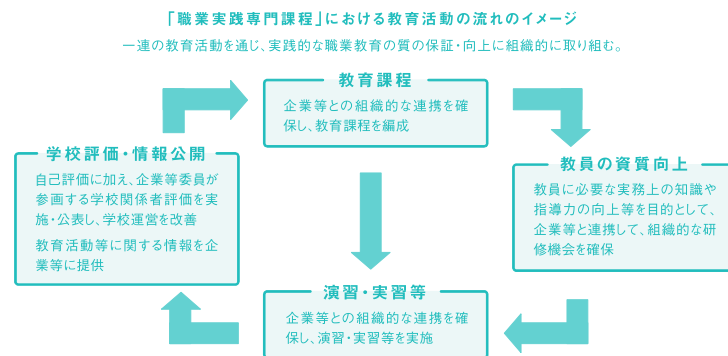 「職業実践専門課程」における教育活動の流れのイメージ
一連の教育活動を通じ、実践的な職業教育の質の保証・向上に組織的に取り組む。
教育課程
企業等との組織的な連携を確
保し、教育課程を編成
教員の資質向上
教員に必要な実務上の知識や
指導力の向上等を目的として、
企業等と連携して、組織的な研
修機会を確保
演習・実習等
企業等との組織的な連携を確
保し、演習・実習等を実施
学校評価・情報公開
自己評価に加え、企業等委員が
参画する学校関係者評価を実
施・公表し、学校運営を改善
教育活動等に関する情報を企
業等に提供